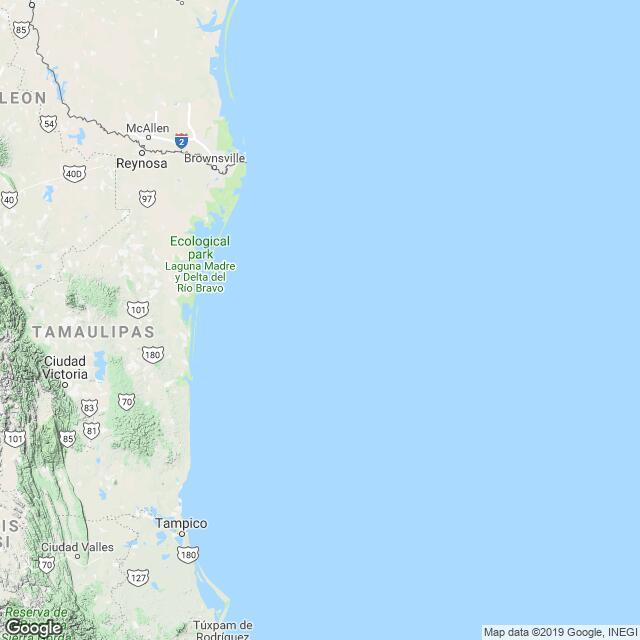 85
LEON
54
McAllen
2
Reynosa
Brownsville
40D
40
97
Ecological
park
Laguna Madre
y Delta del
Río Bravo
101
TAMAULIPAS
180
Ciudad
Victoria
70
83
81
85
101
Tampico
180
IS
SI
Ciudad Valles
70
127
Reserva de
Túxpam de
Rodríguez
Google
Map data ©2019 Google, INEGI